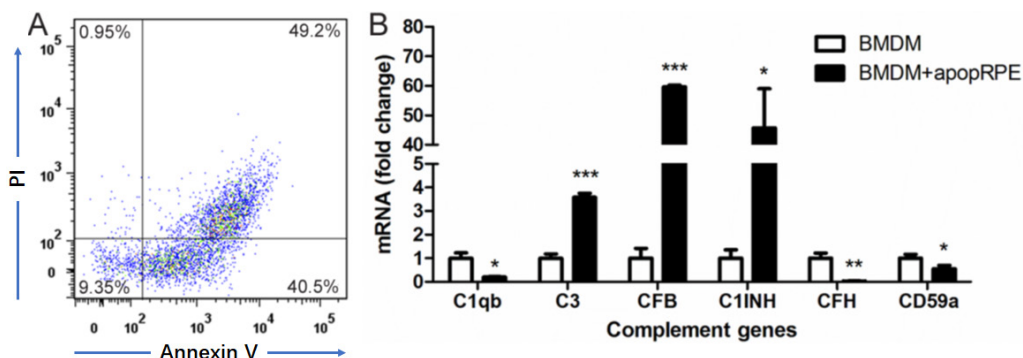 A
0.95%
49.2%
10^5
10^4
10^3
10^2
0
9.35%
40.5%
PI
0
10^2
10^3
10^4
10^5
Annexin V
B
80
70
60
50
40
5
4
3
2
1
0
mRNA (fold change)
BMDM
BMDM+apopRPE
*
***
***
*
**
*
C1qb
C3
CFB
C1INH
CFH
CD59a
Complement genes